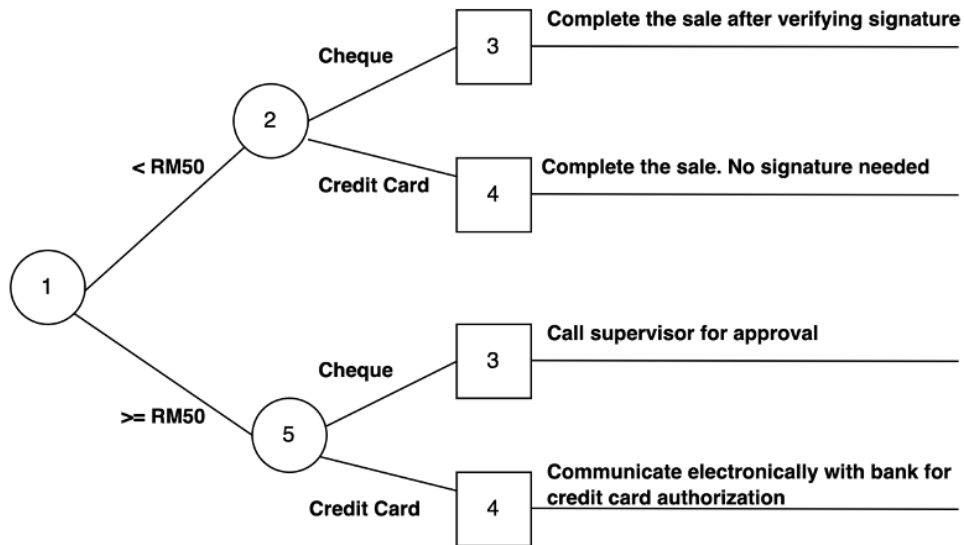 Complete the sale after verifying signature
3
Cheque
2
< RM50
Credit Card
Complete the sale. No signature needed
4
1
Call supervisor for approval
3
Cheque
>= RM50
5
Communicate electronically with bank for
credit card authorization
Credit Card
4